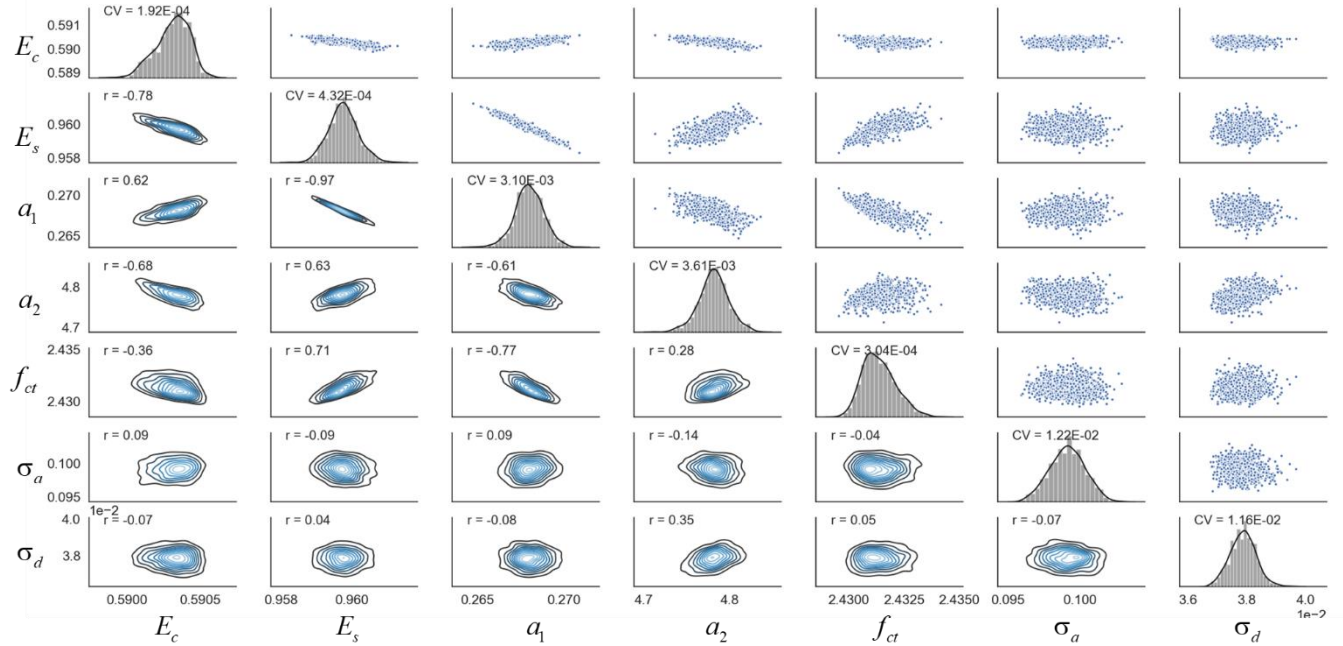 CV = 1.92E-04
0.591
E_c 0.590
0.589
r = -0.78 CV = 4.32E-04
E_s 0.960
0.958
r = 0.62 r = -0.97 CV = 3.10E-03
a_1 0.270
0.265
r = -0.68 r = 0.63 r = -0.61 CV = 3.61E-03
a_2 4.8
4.7
2.435 r = -0.36 r = 0.71 r = -0.77 r = 0.28 CV = 3.04E-04
f_ct
2.430
r = 0.09 r = -0.09 r = 0.09 r = -0.14 r = -0.04 CV = 1.22E-02
σ_a 0.100
0.095
1e-2
4.0 r = -0.07 r = 0.04 r = -0.08 r = 0.35 r = 0.05 r = -0.07 CV = 1.16E-02
σ_d 3.8
0.5900 0.5905 0.958 0.960 0.265 0.270 4.7 4.8 2.4300 2.4325 2.4350 0.095 0.100 3.6 3.8 4.0
1e-2
E_c E_s a_1 a_2 f_ct σ_a σ_d